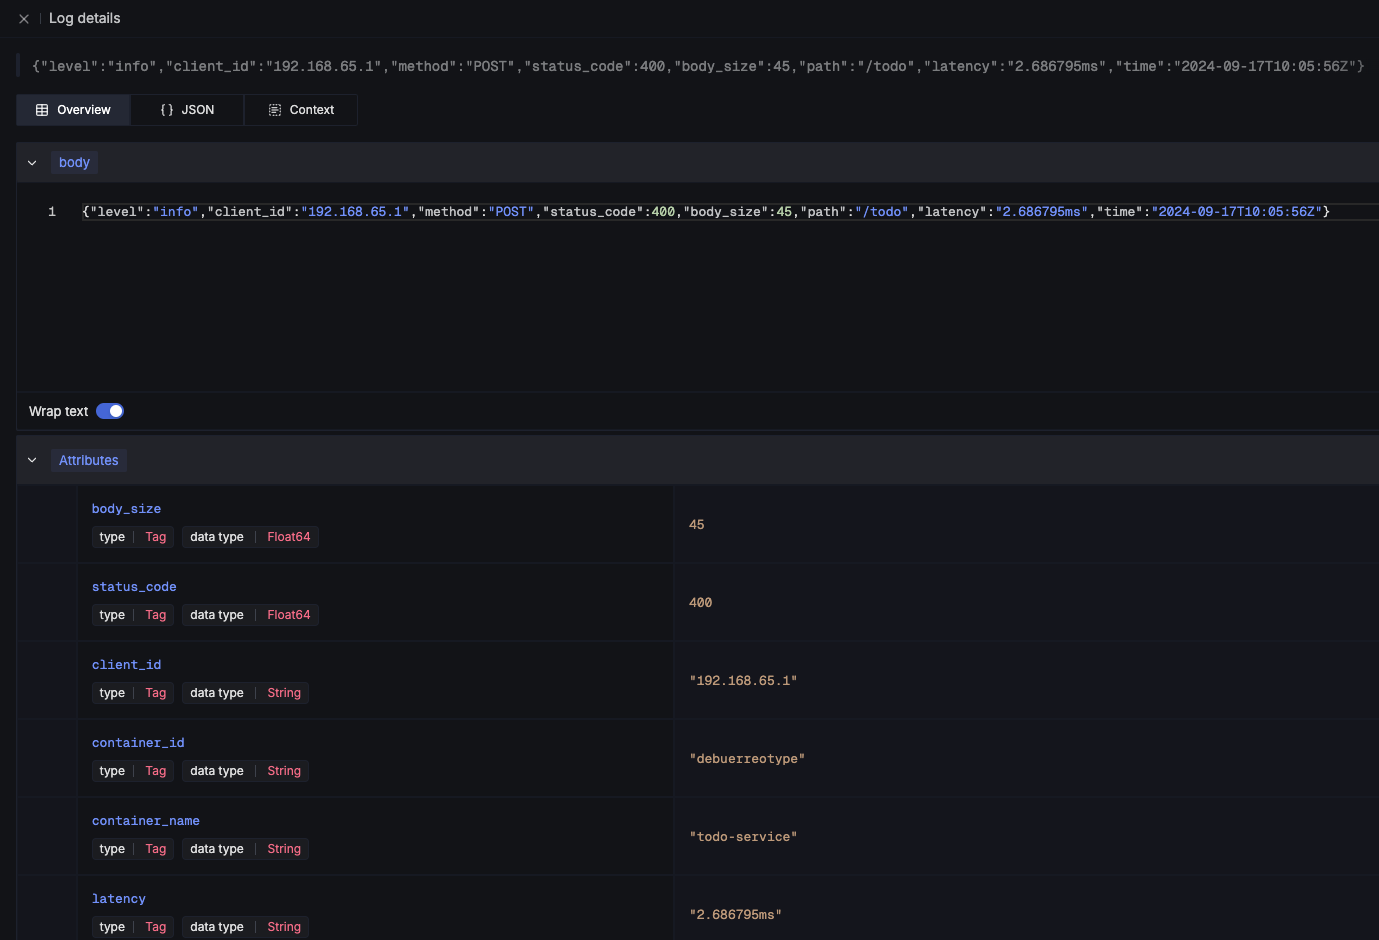 Log details
{"level":"info","client_id":"192.168.65.1","method":"POST","status_code":400,"body_size":45,"path":"/todo","latency":"2.686795ms","time":"2024-09-17T10:05:56Z"}
Overview { } JSON Context
body
1 {"level":"info","client_id":"192.168.65.1","method":"POST","status_code":400,"body_size":45,"path":"/todo","latency":"2.686795ms","time":"2024-09-17T10:05:56Z"}
Wrap text
Attributes
body_size
type Tag data type Float64
45
status_code
type Tag data type Float64
400
client_id
type Tag data type String
"192.168.65.1"
container_id
type Tag data type String
"debuerreotype"
container_name
type Tag data type String
"todo-service"
latency
type Tag data type String
"2.686795ms"